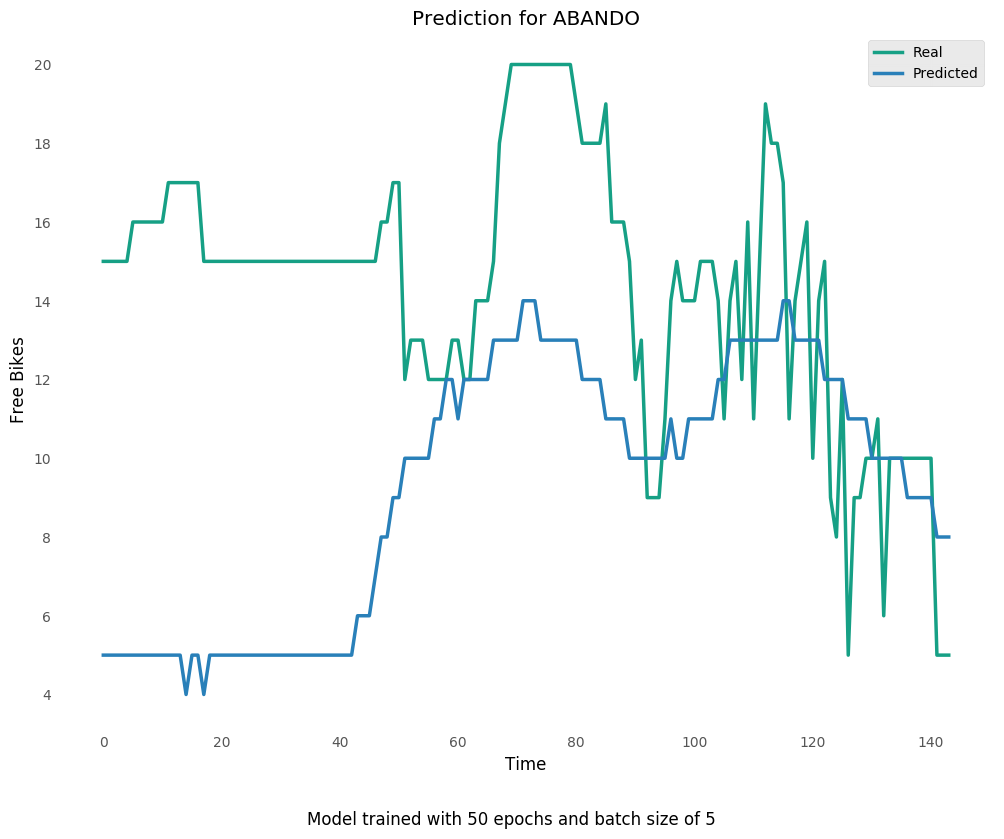 Prediction for ABANDO
Real
Predicted
20
18
16
14
12
10
8
6
4
Free Bikes
0 20 40 60 80 100 120 140
Time
Model trained with 50 epochs and batch size of 5